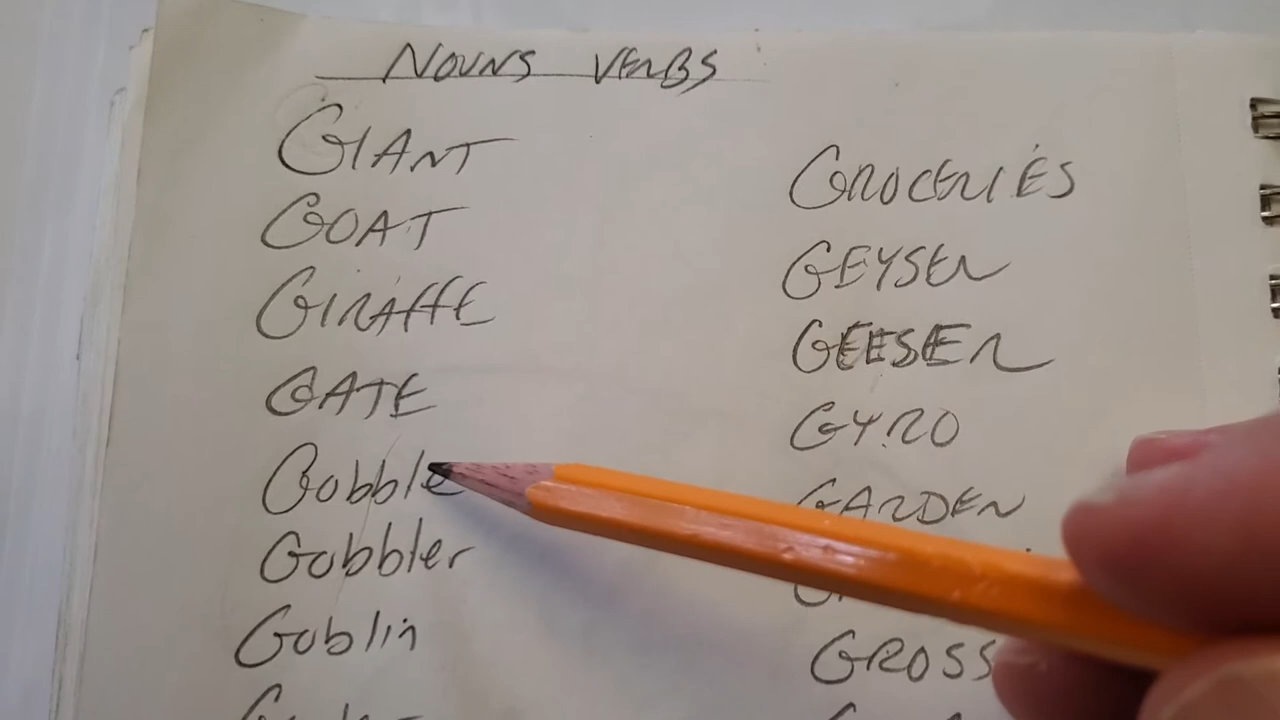 NOUNS VERBS
GIANT
GOAT
GIRAFFE
GATE
Gobble
Gobbler
Goblin
GROCERIES
GEYSER
GEESER
GYRO
GARDEN
GROSS